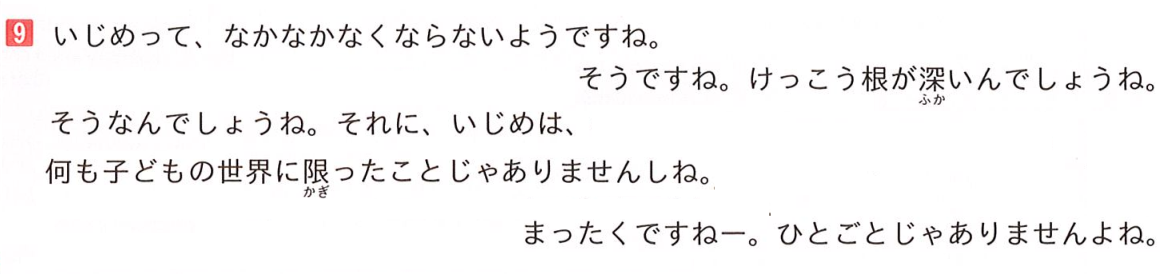 9 いじめって、なかなかなくならないようですね。
そうですね。けっこう根が深いんでしょうね。
ふか
そうなんでしょうね。それに、いじめは、
何も子どもの世界に限ったことじゃありませんしね。
かぎ
まったくですねー。ひとごとじゃありませんよね。